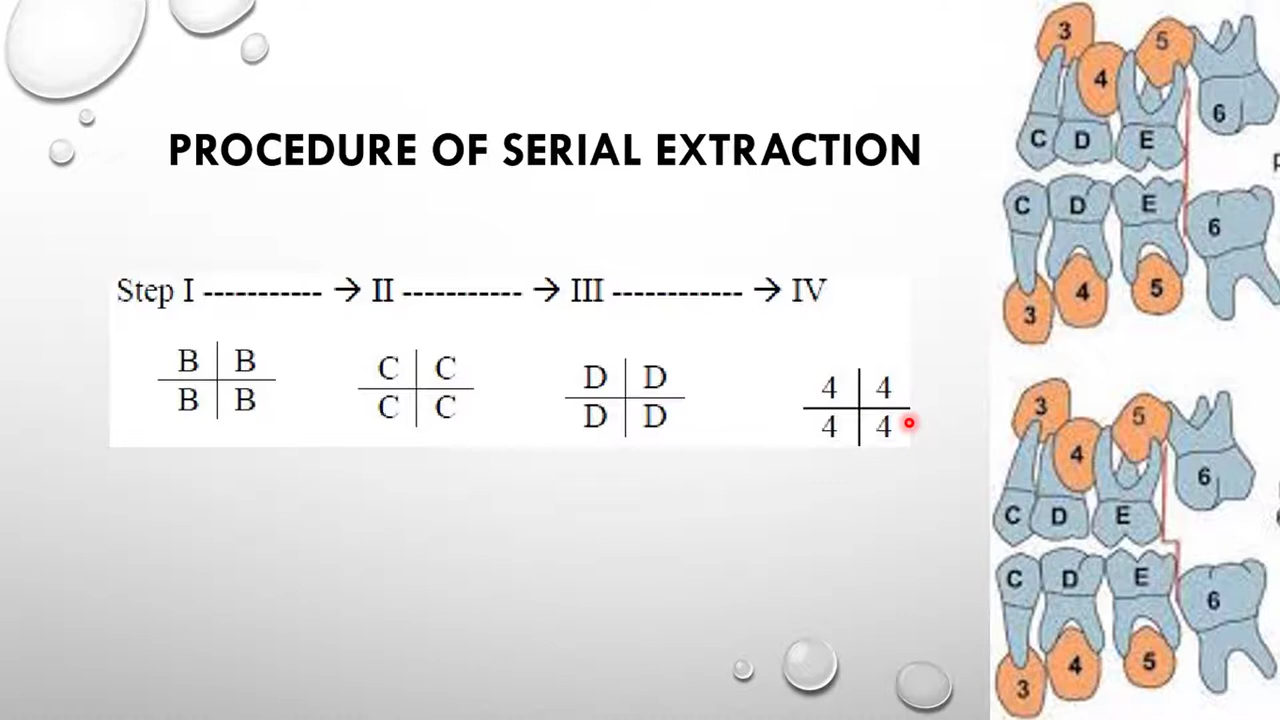 PROCEDURE OF SERIAL EXTRACTION
Step I ----------- → II ----------- → III ------------ → IV
B B C C D D 4 4
B B C C D D 4 4
3 4 5 6
C D E
C D E 6
3 4 5
3 4 5 6
C D E
C D E 6
3 4 5